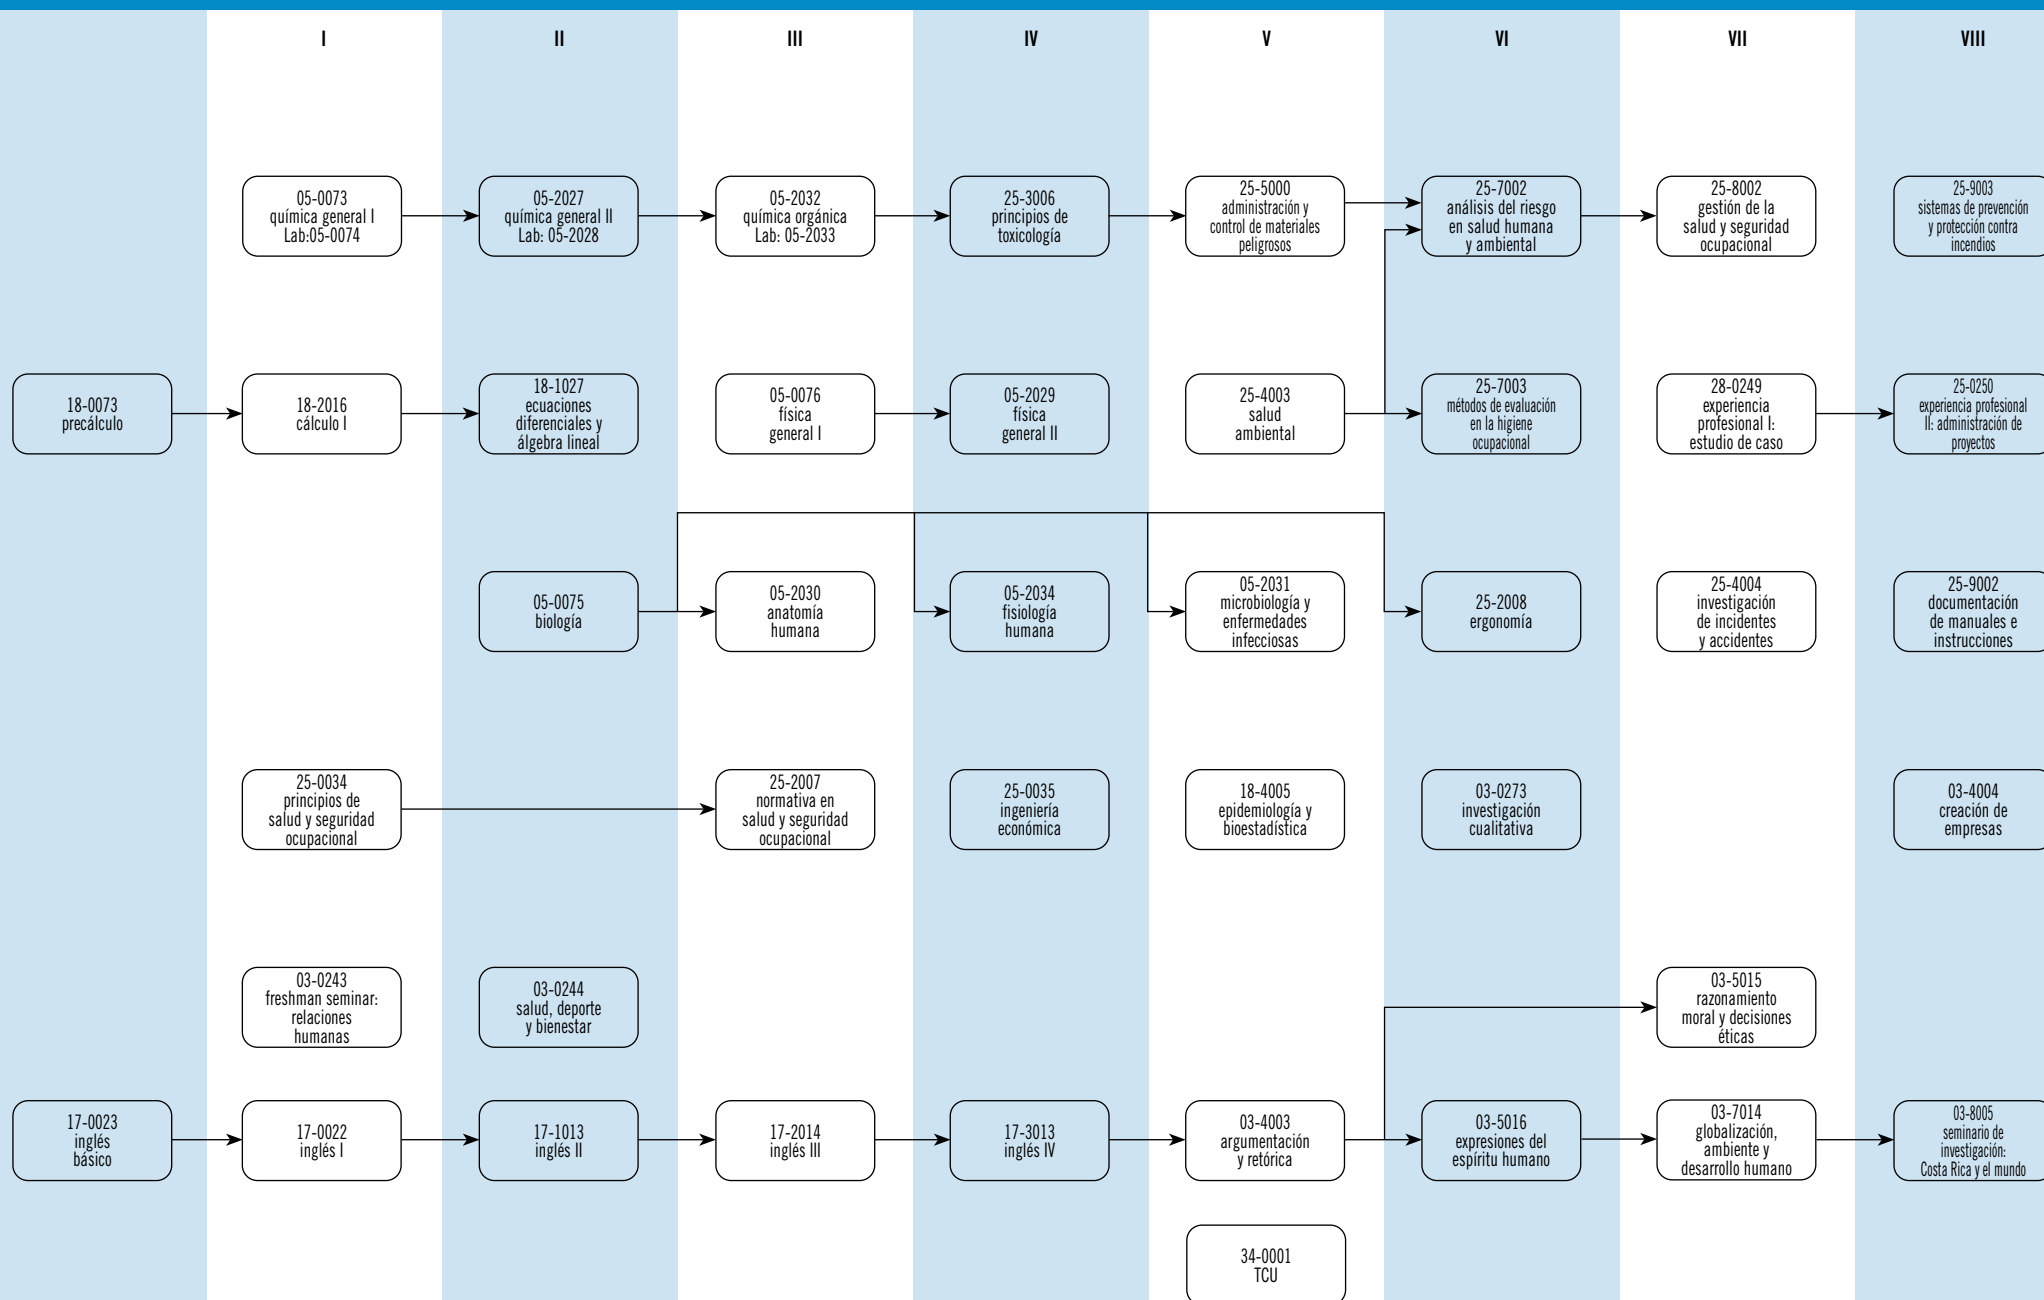 I
II
III
IV
V
VI
VII
VIII
05-0073
química general I
Lab:05-0074
05-2027
química general II
Lab: 05-2028
05-2032
química orgánica
Lab: 05-2033
25-3006
principios de
toxicología
25-5000
administración y
control de materiales
peligrosos
25-7002
análisis del riesgo
en salud humana
y ambiental
25-8002
gestión de la
salud y seguridad
ocupacional
25-9003
sistemas de prevención
y protección contra
incendios
18-0073
precálculo
18-2016
cálculo I
18-1027
ecuaciones
diferenciales y
álgebra lineal
05-0076
física
general I
05-2029
física
general II
25-4003
salud
ambiental
25-7003
métodos de evaluación
en la higiene
ocupacional
28-0249
experiencia
profesional I:
estudio de caso
25-0250
experiencia profesional
II: administración de
proyectos
05-0075
biología
05-2030
anatomía
humana
05-2034
fisiología
humana
05-2031
microbiología y
enfermedades
infecciosas
25-2008
ergonomía
25-4004
investigación
de incidentes
y accidentes
25-9002
documentación
de manuales e
instrucciones
25-0034
principios de
salud y seguridad
ocupacional
25-2007
normativa en
salud y seguridad
ocupacional
25-0035
ingeniería
económica
18-4005
epidemiología y
bioestadística
03-0273
investigación
cualitativa
03-4004
creación de
empresas
03-0243
freshman seminar:
relaciones
humanas
03-0244
salud, deporte
y bienestar
03-5015
razonamiento
moral y decisiones
éticas
17-0023
inglés
básico
17-0022
inglés I
17-1013
inglés II
17-2014
inglés III
17-3013
inglés IV
03-4003
argumentación
y retórica
03-5016
expresiones del
espíritu humano
03-7014
globalización,
ambiente y
desarrollo humano
03-8005
seminario de
investigación:
Costa Rica y el mundo
34-0001
TCU